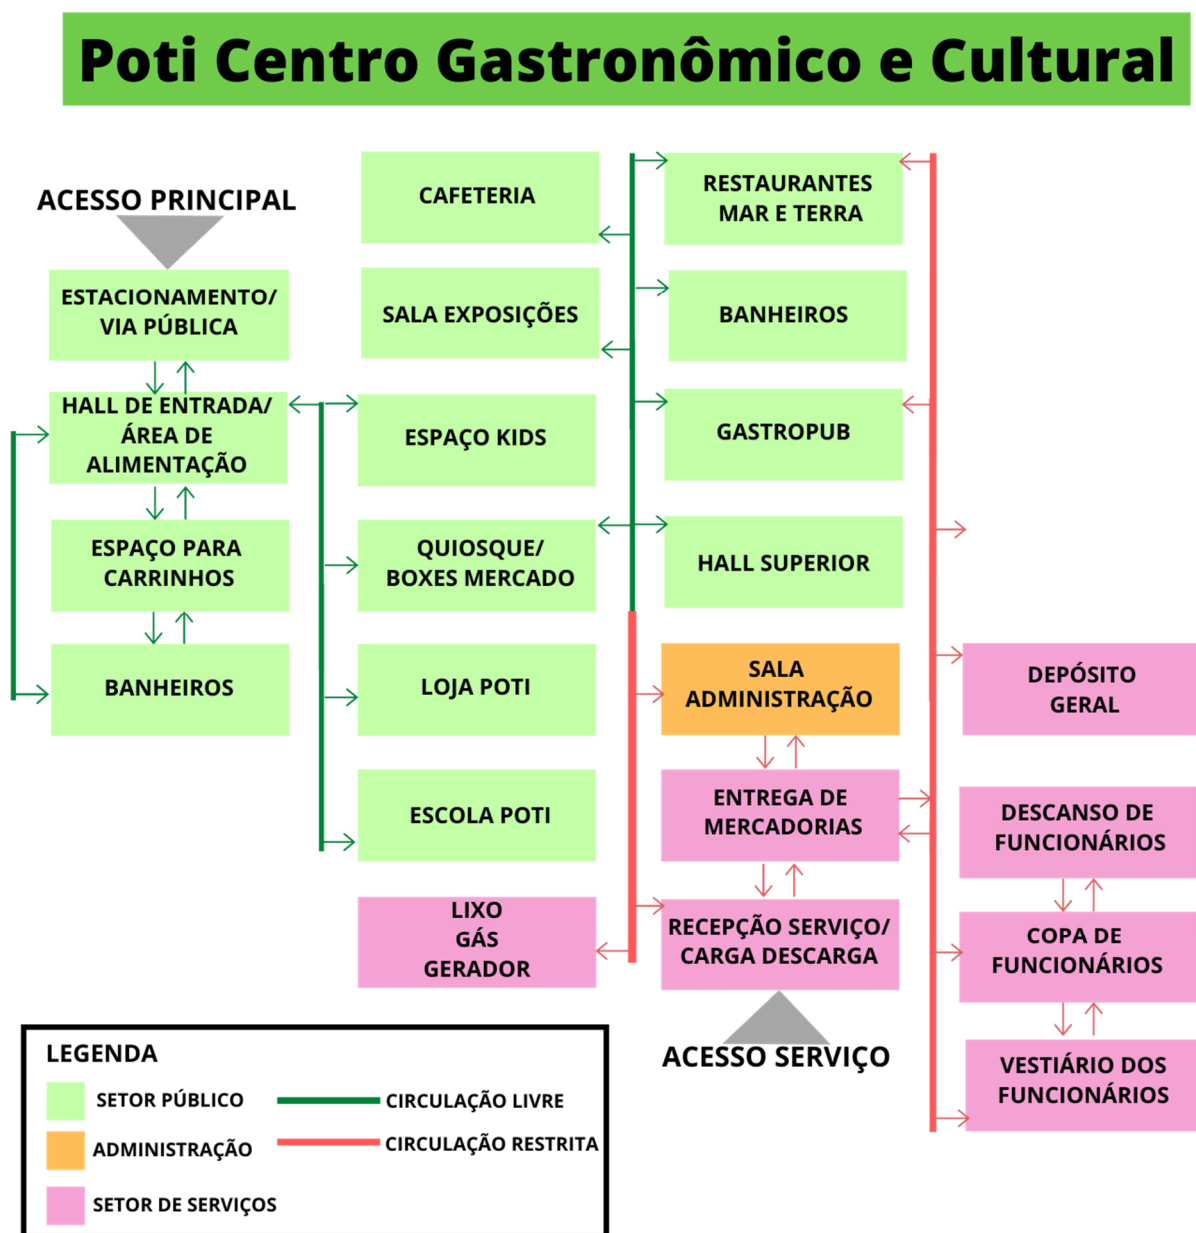 Poti Centro Gastronômico e Cultural
ACESSO PRINCIPAL
ESTACIONAMENTO/
VIA PÚBLICA
HALL DE ENTRADA/
ÁREA DE
ALIMENTAÇÃO
ESPAÇO PARA
CARRINHOS
BANHEIROS
CAFETERIA
SALA EXPOSIÇÕES
ESPAÇO KIDS
QUIOSQUE/
BOXES MERCADO
LOJA POTI
ESCOLA POTI
LIXO
GÁS
GERADOR
RESTAURANTES
MAR E TERRA
BANHEIROS
GASTROPUB
HALL SUPERIOR
SALA
ADMINISTRAÇÃO
ENTREGA DE
MERCADORIAS
RECEPÇÃO SERVIÇO/
CARGA DESCARGA
ACESSO SERVIÇO
DEPÓSITO
GERAL
DESCANSO DE
FUNCIONÁRIOS
COPA DE
FUNCIONÁRIOS
VESTIÁRIO DOS
FUNCIONÁRIOS
LEGENDA
SETOR PÚBLICO
CIRCULAÇÃO LIVRE
ADMINISTRAÇÃO
CIRCULAÇÃO RESTRITA
SETOR DE SERVIÇOS